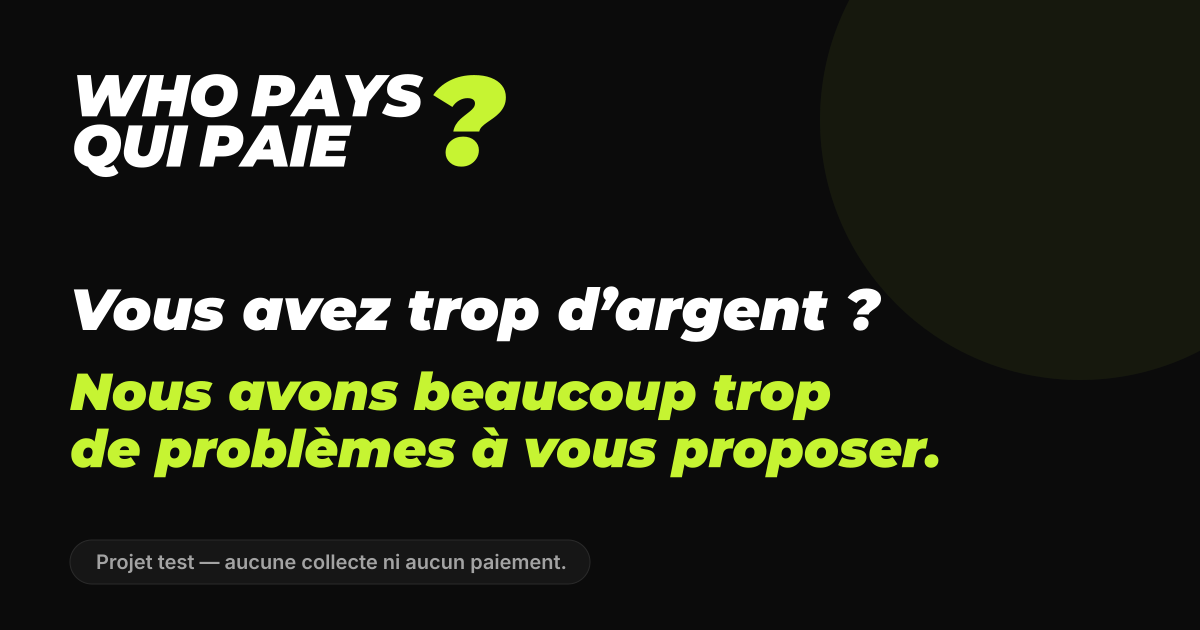 WHO PAYS
QUI PAIE ?
Vous avez trop d’argent ?
Nous avons beaucoup trop
de problèmes à vous proposer.
Projet test — aucune collecte ni aucun paiement.